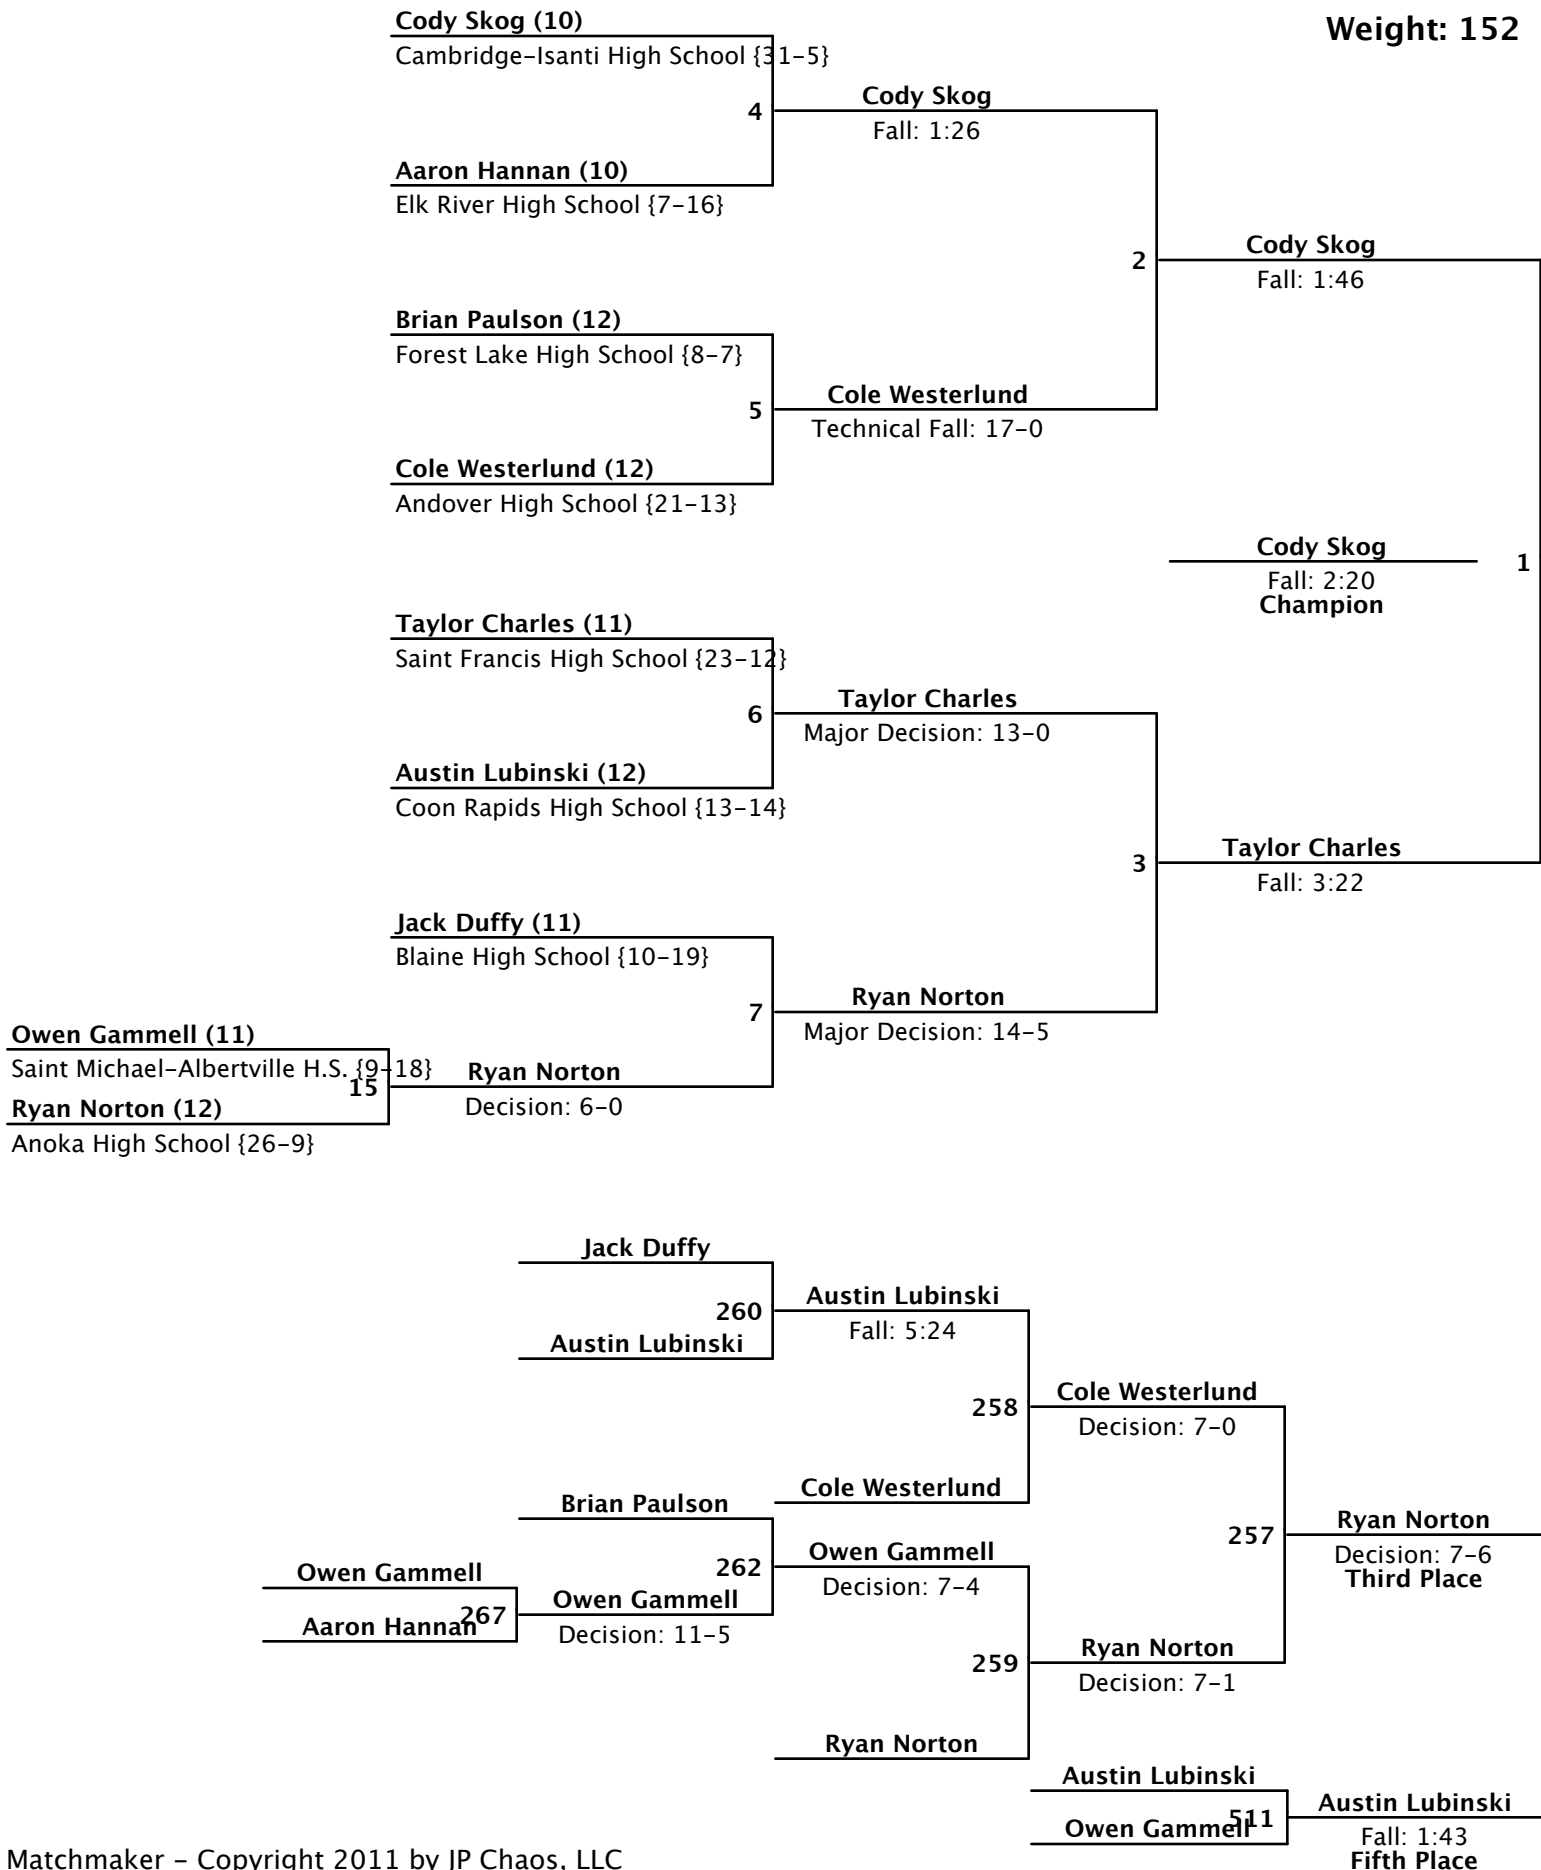 Weight: 152
Cody Skog (10)
Cambridge-Isanti High School {31-5}
4
Cody Skog
Fall: 1:26
Aaron Hannan (10)
Elk River High School {7-16}
2
Cody Skog
Fall: 1:46
Brian Paulson (12)
Forest Lake High School {8-7}
5
Cole Westerlund
Technical Fall: 17-0
Cole Westerlund (12)
Andover High School {21-13}
Cody Skog
Fall: 2:20
Champion
1
Taylor Charles (11)
Saint Francis High School {23-12}
6
Taylor Charles
Major Decision: 13-0
Austin Lubinski (12)
Coon Rapids High School {13-14}
3
Taylor Charles
Fall: 3:22
Jack Duffy (11)
Blaine High School {10-19}
7
Ryan Norton
Major Decision: 14-5
Owen Gammell (11)
Saint Michael-Albertville H.S. {9-18}
15
Ryan Norton
Decision: 6-0
Ryan Norton (12)
Anoka High School {26-9}
Jack Duffy
260
Austin Lubinski
Fall: 5:24
Austin Lubinski
258
Cole Westerlund
Decision: 7-0
Cole Westerlund
Brian Paulson
257
Ryan Norton
Decision: 7-6
Third Place
262
Owen Gammell
Decision: 7-4
Owen Gammell
267
Aaron Hannan
Owen Gammell
Decision: 11-5
259
Ryan Norton
Decision: 7-1
Ryan Norton
Austin Lubinski
511
Owen Gammell
Austin Lubinski
Fall: 1:43
Fifth Place
Matchmaker - Copyright 2011 by JP Chaos, LLC